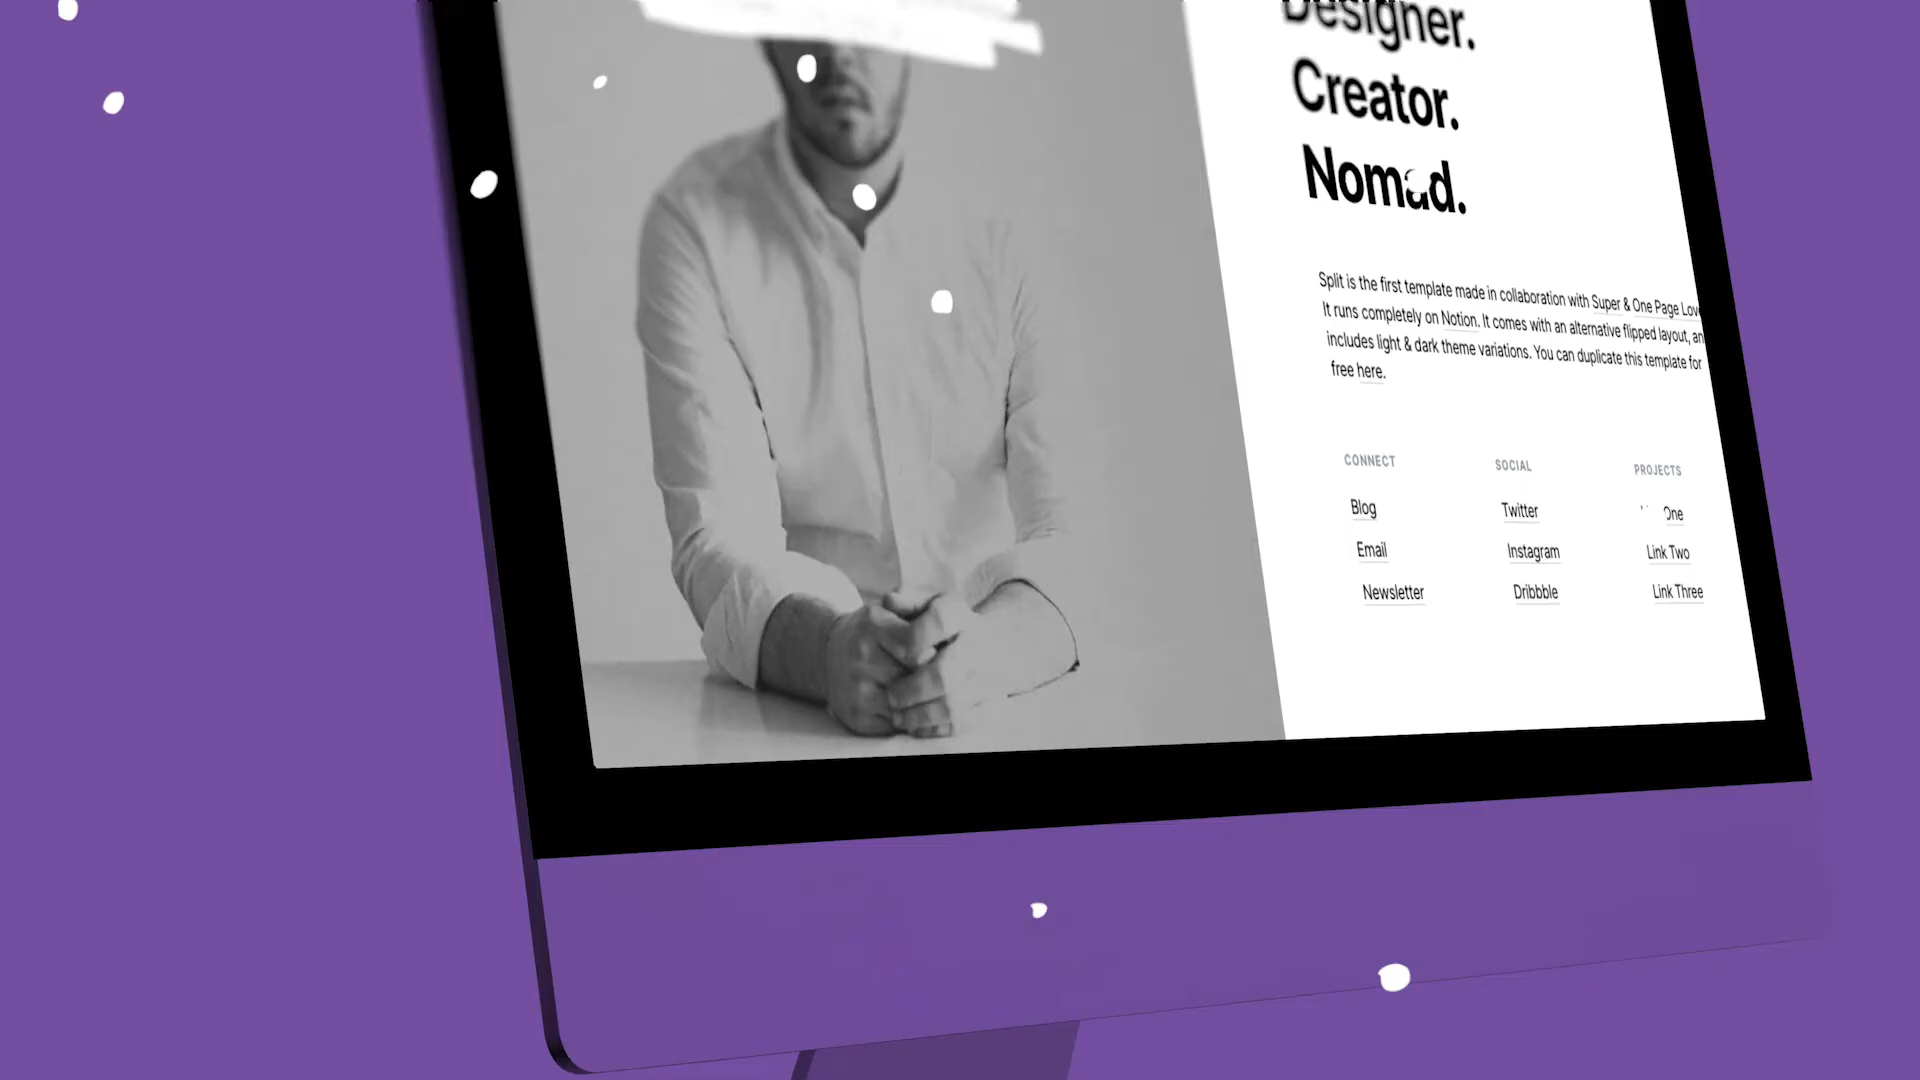 Designer.
Creator.
Nomad.
Split is the first template made in collaboration with Super & One Page
It runs completely on Notion. It comes with an alternative flipped layout,
includes light & dark theme variations. You can duplicate this template for
free here.
CONNECT
SOCIAL
PROJECTS
Blog
Twitter
One
Email
Instagram
Link Two
Newsletter
Dribbble
Link Three